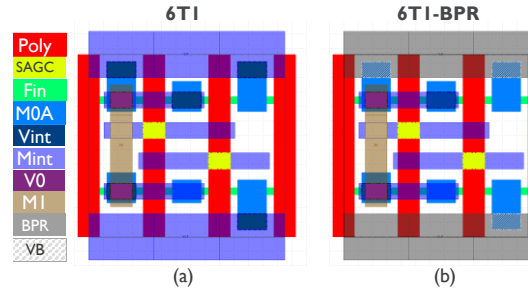 6T1
6T1-BPR
Poly
SAGC
Fin
M0A
Vint
Mint
V0
M1
BPR
VB
(a)
(b)